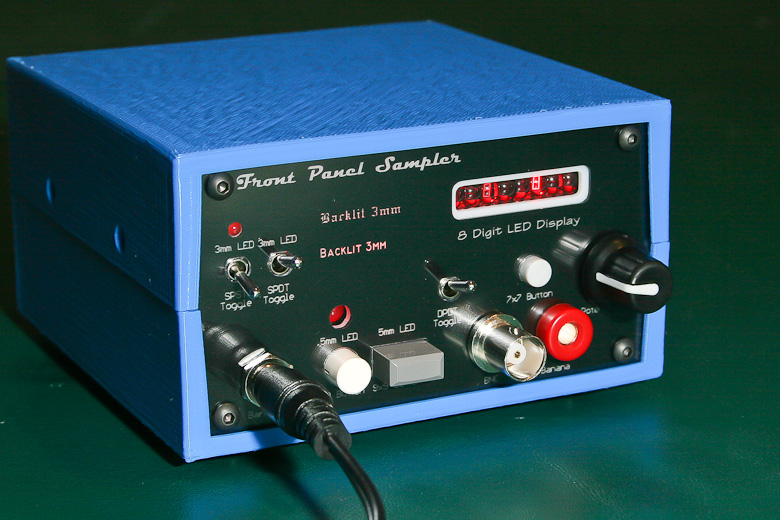 Front Panel Sampler
Backlit 3mm
8 Digit LED Display
3mm LED
3mm LED
Backlit 3mm
Toggle
SPDT
Toggle
7x7 Button
DPDT
Toggle
5mm LED
5mm LED